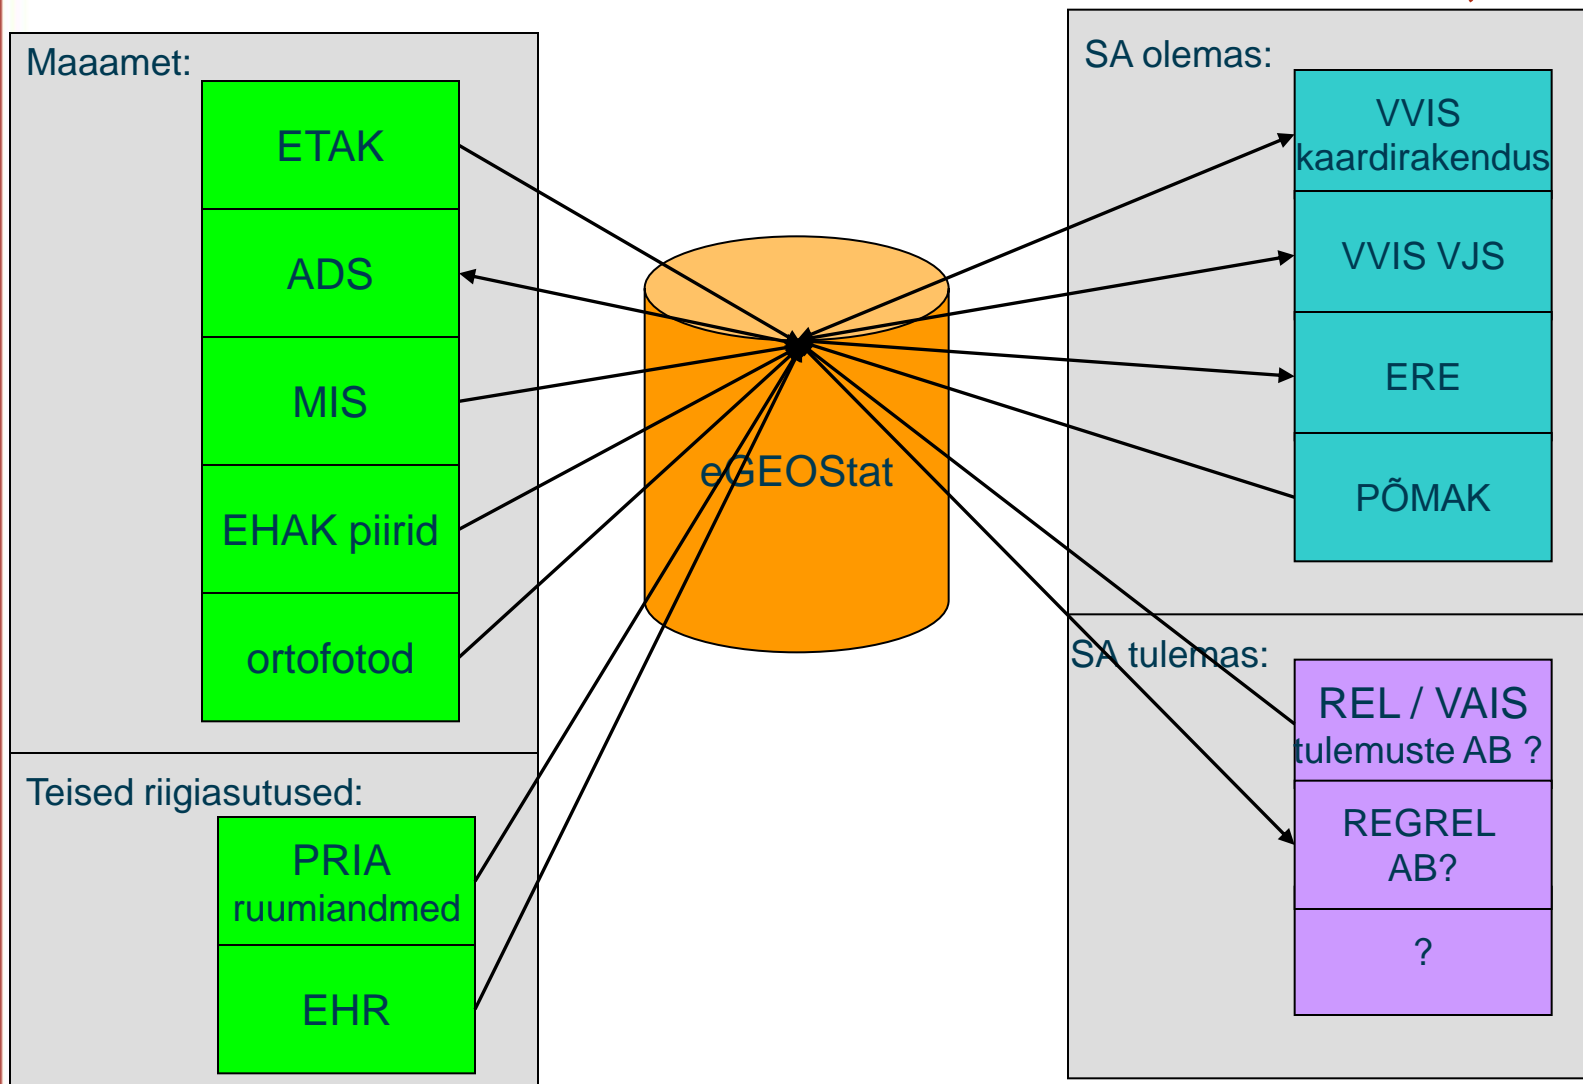 Maaamet:
ETAK
ADS
MIS
EHAK piirid
ortofotod
Teised riigiasutused:
PRIA
ruumiandmed
EHR
eGEOStat
SA olemas:
VVIS
kaardirakendus
VVIS VJS
ERE
PÕMAK
SA tulemas:
REL / VAIS
tulemuste AB ?
REGREL
AB?
?